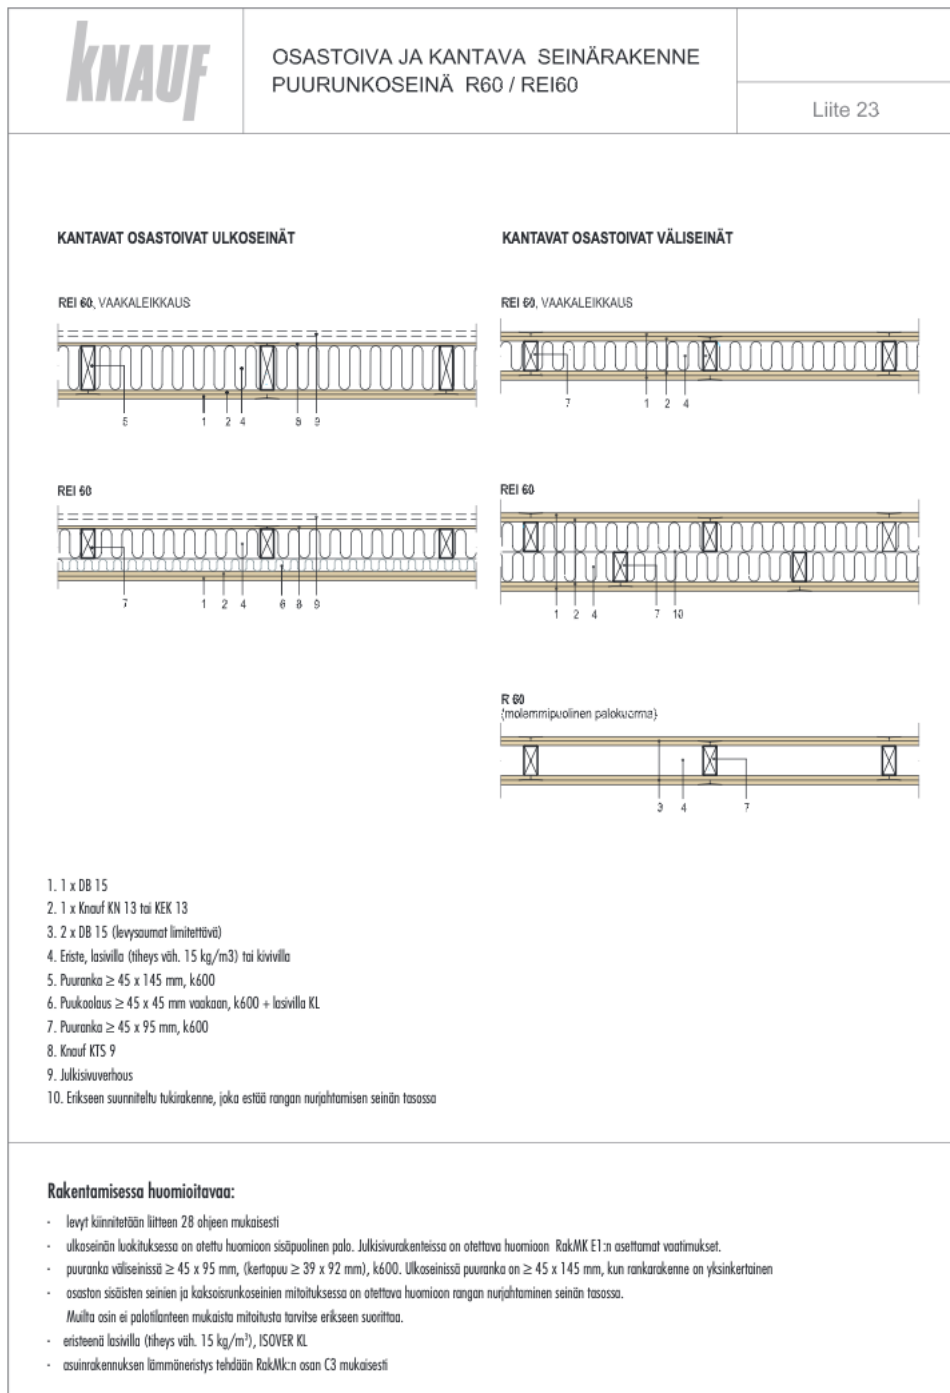 KNAUF
OSASTOIVA JA KANTAVA SEINÄRAKENNE
PUURUNKOSEINÄ R60 / REI60
Liite 23
KANTAVAT OSASTOIVAT ULKOSEINÄT
REI 60, VAAKALEIKKAUS
5 1 2 4 8 9
REI 60
7 1 2 4 6 8 9
KANTAVAT OSASTOIVAT VÄLISEINÄT
REI 60, VAAKALEIKKAUS
7 1 2 4
REI 60
1 2 4 7 10
R 60
(molemmipuolinen palokuorma)
3 4 7
1. 1 x DB 15
2. 1 x Knauf KN 13 tai KEK 13
3. 2 x DB 15 (levysaumat limitettävä)
4. Eriste, lasivilla (tiheys väh. 15 kg/m3) tai kivivilla
5. Puuranka ≥ 45 x 145 mm, k600
6. Puukoolaus ≥ 45 x 45 mm vaakaan, k600 + lasivilla KL
7. Puuranka ≥ 45 x 95 mm, k600
8. Knauf KTS 9
9. Julkisivuverhous
10. Erikseen suunniteltu tukirakenne, joka estää rangan nurjahtamisen seinän tasossa
Rakentamisessa huomioitavaa:
- levyt kiinnitetään liitteen 28 ohjeen mukaisesti
- ulkoseinän luokituksessa on otettu huomioon sisäpuolinen palo. Julkisivurakenteissa on otettava huomioon RakMK E1:n asettamat vaatimukset.
- puuranka väliseinissä ≥ 45 x 95 mm, (kertopuu ≥ 39 x 92 mm), k600. Ulkoseinissä puuranka on ≥ 45 x 145 mm, kun rankarakenne on yksinkertainen
- osaston sisäisten seinien ja kaksoisrunkoseinien mitoituksessa on otettava huomioon rangan nurjahtaminen seinän tasossa.
Muilta osin ei palotilanteen mukaista mitoitusta tarvitse erikseen suorittaa.
- eristeenä lasivilla (tiheys väh. 15 kg/m³), ISOVER KL
- asuinrakennuksen lämmöneristys tehdään RakMk:n osan C3 mukaisesti